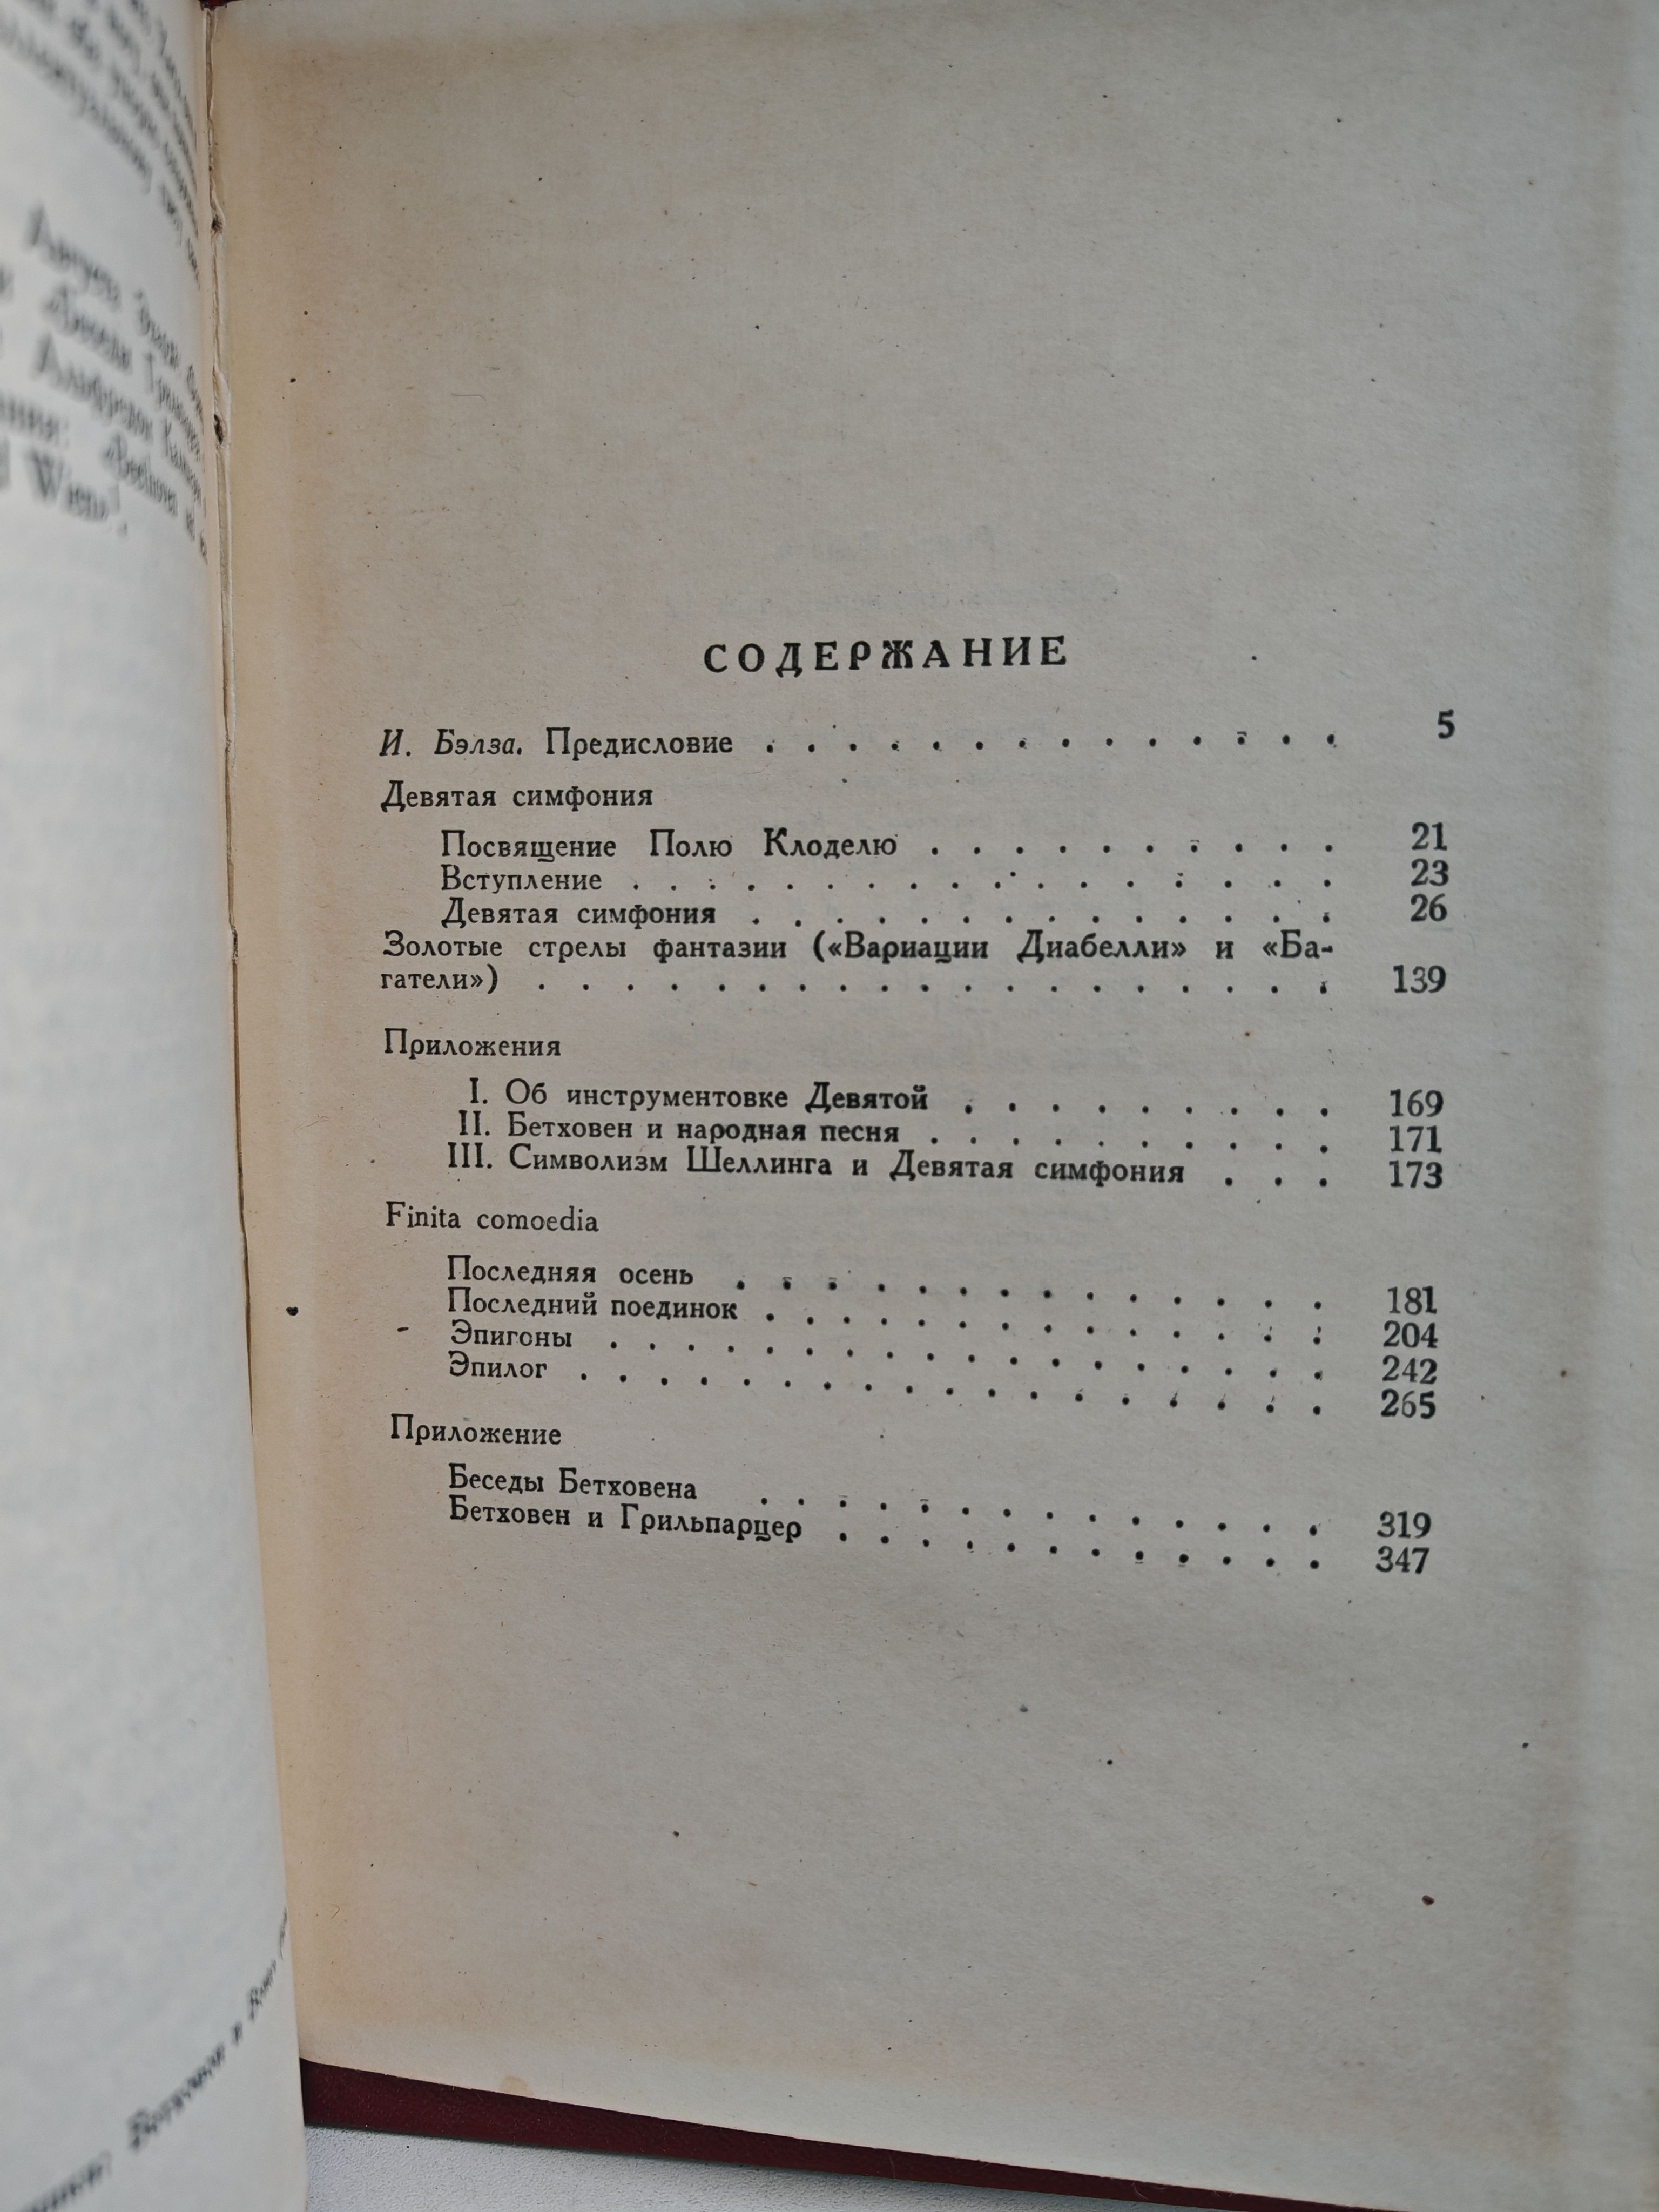 СОДЕРЖАНИЕ
И. Бэлза. Предисловие . . . . . . . . . . . . . . 5
Девятая симфония
Посвящение Полю Клоделю . . . . . . . . . . 21
Вступление . . . . . . . . . . . . . . . . . 23
Девятая симфония . . . . . . . . . . . . . . 26
Золотые стрелы фантазии («Вариации Диабелли» и «Ба-
гатели») . . . . . . . . . . . . . . . . . . . 139
Приложения
I. Об инструментовке Девятой . . . . . . . . . 169
II. Бетховен и народная песня . . . . . . . . . . 171
III. Символизм Шеллинга и Девятая симфония . . . 173
Finita comoedia
Последняя осень . . . . . . . . . . . . . . 181
Последний поединок . . . . . . . . . . . . . . 204
Эпигоны . . . . . . . . . . . . . . . . . . 242
Эпилог . . . . . . . . . . . . . . . . . . 265
Приложение
Беседы Бетховена . . . . . . . . . . . . . . 319
Бетховен и Грильпарцер . . . . . . . . . . . . 347